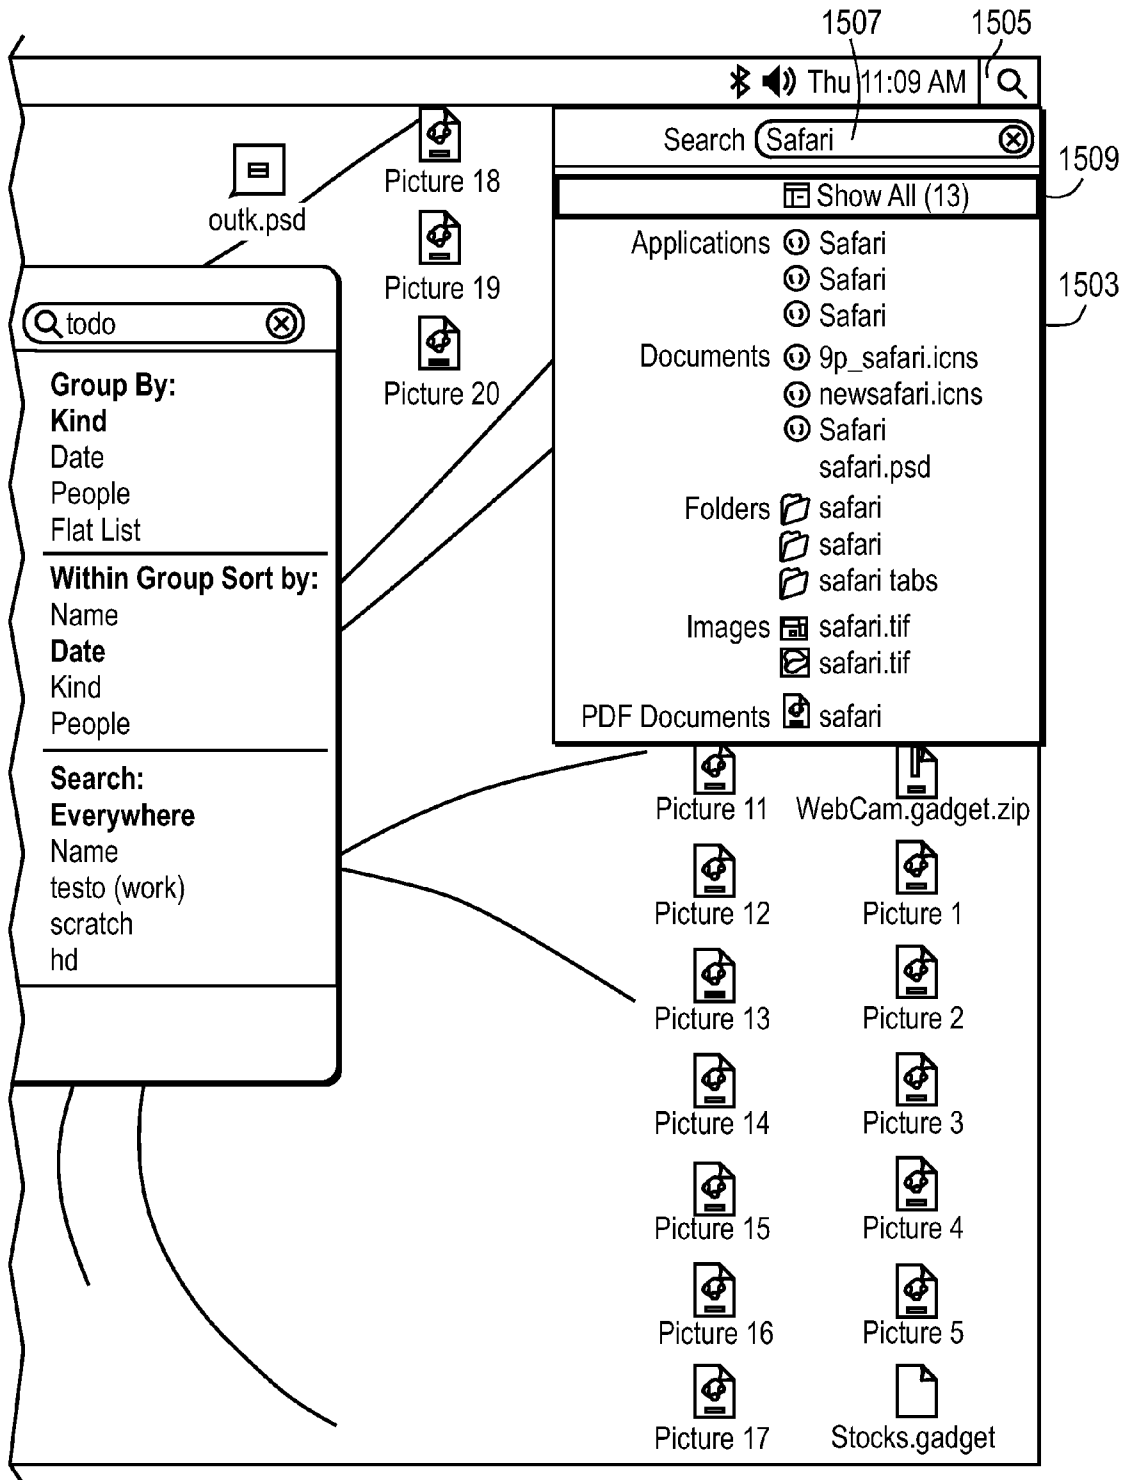 1507 1505
Thu 11:09 AM
Search Safari
1509
Show All (13)
Applications Safari
Safari
1503
Safari
Documents 9p_safari.icns
newsafari.icns
Safari
safari.psd
Folders safari
safari
safari tabs
Images safari.tif
safari.tif
PDF Documents safari
Picture 18
outk.psd
Picture 19
Picture 20
todo
Group By:
Kind
Date
People
Flat List
Within Group Sort by:
Name
Date
Kind
People
Search:
Everywhere
Name
testo (work)
scratch
hd
Picture 11 WebCam.gadget.zip
Picture 12 Picture 1
Picture 13 Picture 2
Picture 14 Picture 3
Picture 15 Picture 4
Picture 16 Picture 5
Picture 17 Stocks.gadget